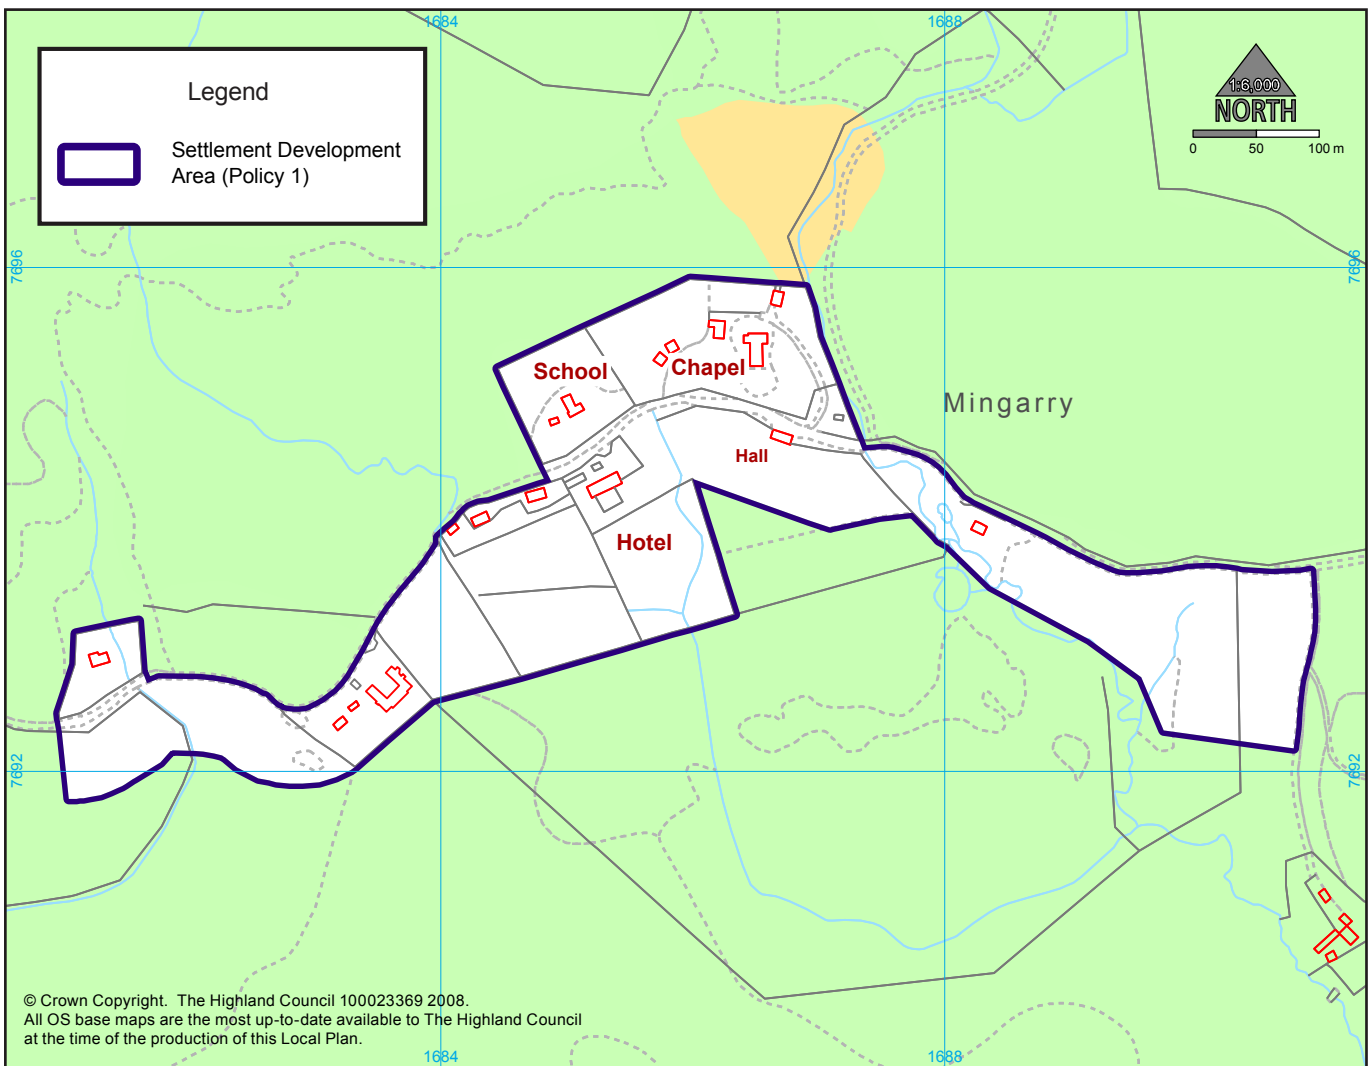 1684
1688
Legend
Settlement Development
Area (Policy 1)
1:6,000
NORTH
0 50 100 m
7696
7696
School
Chapel
Mingarry
Hall
Hotel
7692
7692
© Crown Copyright. The Highland Council 100023369 2008.
All OS base maps are the most up-to-date available to The Highland Council
at the time of the production of this Local Plan.
1684
1688